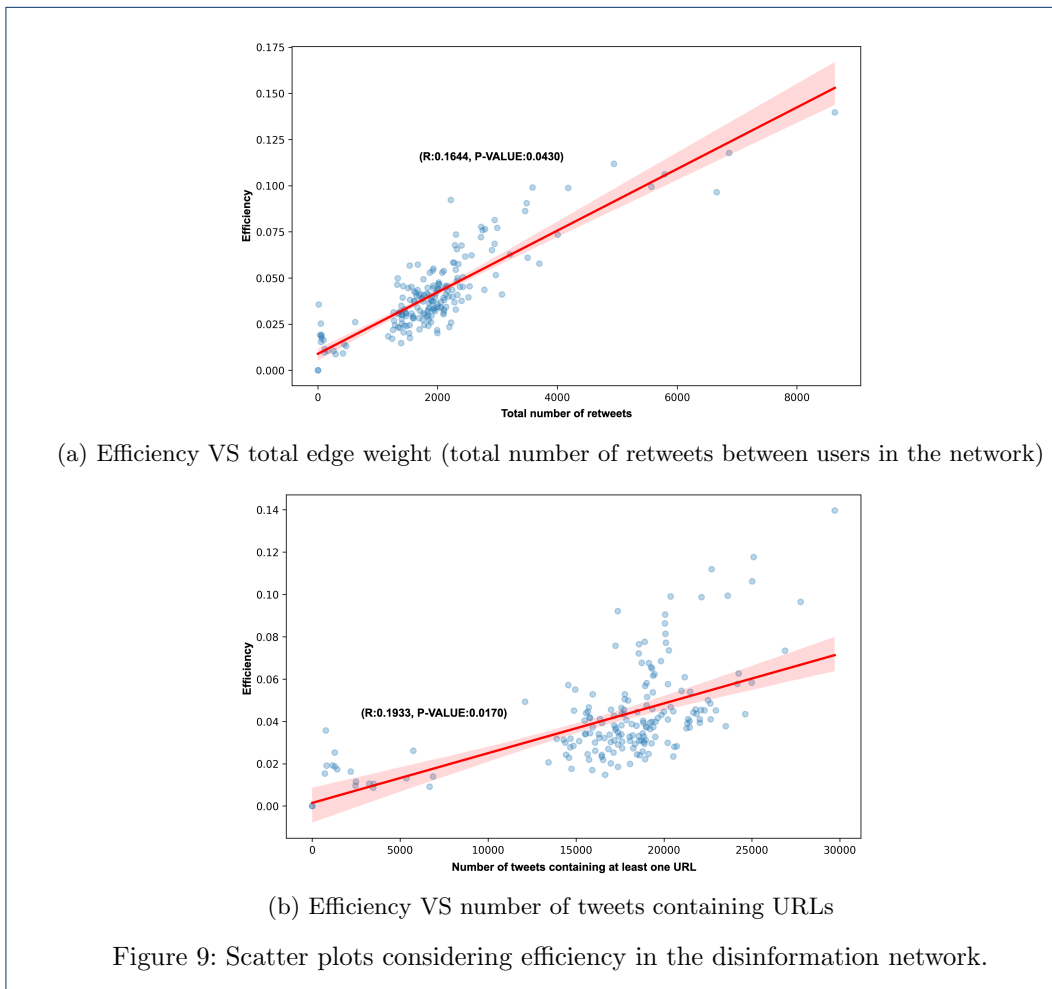 0.175
0.150
0.125
0.100
0.075
0.050
0.025
0.000
Efficiency
(R:0.1644, P-VALUE:0.0430)
0 2000 4000 6000 8000
Total number of retweets
(a) Efficiency VS total edge weight (total number of retweets between users in the network)
0.14
0.12
0.10
0.08
0.06
0.04
0.02
0.00
Efficiency
(R:0.1933, P-VALUE:0.0170)
0 5000 10000 15000 20000 25000 30000
Number of tweets containing at least one URL
(b) Efficiency VS number of tweets containing URLs
Figure 9: Scatter plots considering efficiency in the disinformation network.